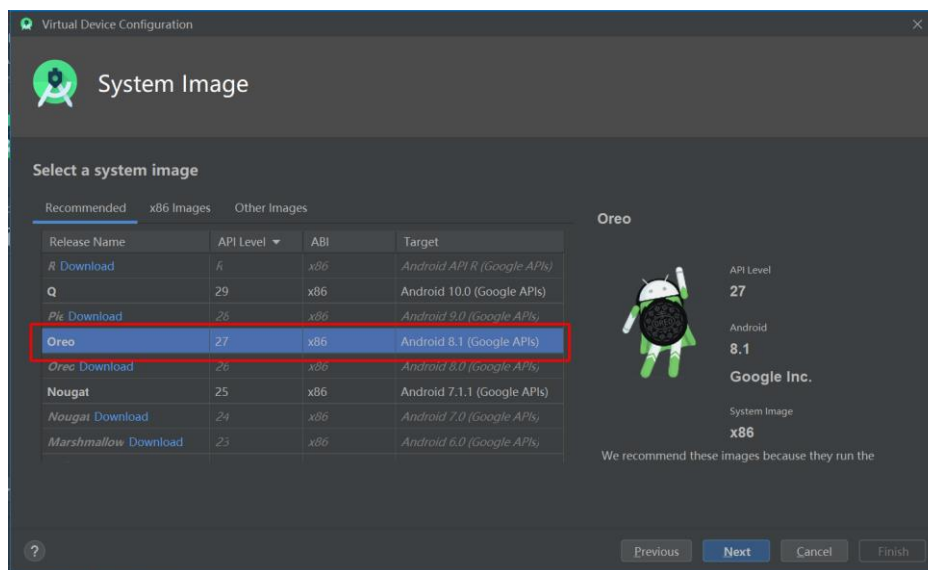 Virtual Device Configuration
System Image
Select a system image
Recommended x86 Images Other Images
Release Name API Level ABI Target
R Download R x86 Android API R (Google APIs)
Q 29 x86 Android 10.0 (Google APIs)
Pie Download 28 x86 Android 9.0 (Google APIs)
Oreo 27 x86 Android 8.1 (Google APIs)
Oreo Download 26 x86 Android 8.0 (Google APIs)
Nougat 25 x86 Android 7.1.1 (Google APIs)
Nougat Download 24 x86 Android 7.0 (Google APIs)
Marshmallow Download 23 x86 Android 6.0 (Google APIs)
Oreo
API Level
27
Android
8.1
Google Inc.
System Image
x86
We recommend these images because they run the
? Previous Next Cancel Finish